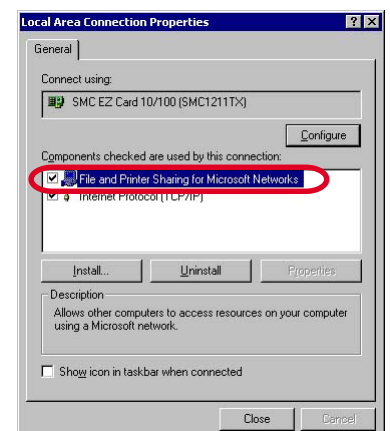 Local Area Connection Properties
General
Connect using:
SMC EZ Card 10/100 (SMC1211TX)
Configure
Components checked are used by this connection:
File and Printer Sharing for Microsoft Networks
Internet Protocol (TCP/IP)
Install...
Uninstall
Properties
Description
Allows other computers to access resources on your computer
using a Microsoft network.
Show icon in taskbar when connected
Close
Cancel